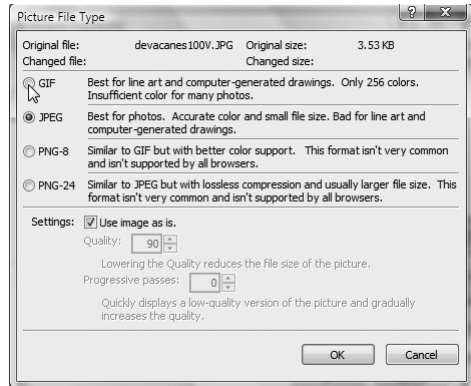 Picture File Type
Original file: devacanes100V.JPG Original size: 3.53 KB
Changed file: Changed size:
GIF Best for line art and computer-generated drawings. Only 256 colors.
Insufficient color for many photos.
JPEG Best for photos. Accurate color and small file size. Bad for line art and
computer-generated drawings.
PNG-8 Similar to GIF but with better color support. This format isn't very common
and isn't supported by all browsers.
PNG-24 Similar to JPEG but with lossless compression and usually larger file size. This
format isn't very common and isn't supported by all browsers.
Settings: Use image as is.
Quality: 90
Lowering the Quality reduces the file size of the picture.
Progressive passes: 0
Quickly displays a low-quality version of the picture and gradually
increases the quality.
OK Cancel